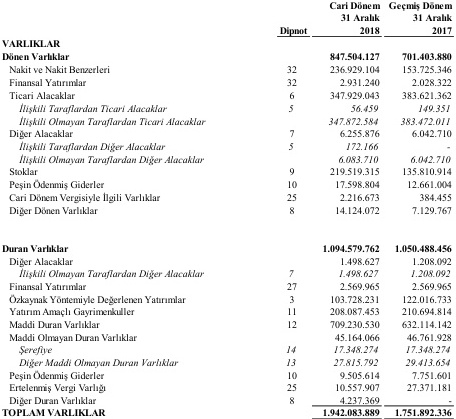 Cari Dönem Geçmiş Dönem
31 Aralık 31 Aralık
Dipnot 2018 2017
VARLIKLAR
Dönen Varlıklar 847.504.127 701.403.880
Nakit ve Nakit Benzerleri 32 236.929.104 153.725.346
Finansal Yatırımlar 32 2.931.240 2.028.322
Ticari Alacaklar 6 347.929.043 383.621.362
İlişkili Taraflardan Ticari Alacaklar 5 56.459 149.351
İlişkili Olmayan Taraflardan Ticari Alacaklar 347.872.584 383.472.011
Diğer Alacaklar 7 6.255.876 6.042.710
İlişkili Taraflardan Diğer Alacaklar 5 172.166 -
İlişkili Olmayan Taraflardan Diğer Alacaklar 6.083.710 6.042.710
Stoklar 9 219.519.315 135.810.914
Peşin Ödenmiş Giderler 10 17.598.804 12.661.004
Cari Dönem Vergisiyle İlgili Varlıklar 25 2.216.673 384.455
Diğer Dönen Varlıklar 8 14.124.072 7.129.767
Duran Varlıklar 1.094.579.762 1.050.488.456
Diğer Alacaklar 1.498.627 1.208.092
İlişkili Olmayan Taraflardan Diğer Alacaklar 7 1.498.627 1.208.092
Finansal Yatırımlar 27 2.569.965 2.569.965
Özkaynak Yöntemiyle Değerlenen Yatırımlar 3 103.728.231 122.016.733
Yatırım Amaçlı Gayrimenkuller 11 208.087.453 210.694.814
Maddi Duran Varlıklar 12 709.230.530 632.114.142
Maddi Olmayan Duran Varlıklar 45.164.066 46.761.928
Şerefiye 14 17.348.274 17.348.274
Diğer Maddi Olmayan Duran Varlıklar 13 27.815.792 29.413.654
Peşin Ödenmiş Giderler 10 9.505.614 7.751.601
Ertelenmiş Vergi Varlığı 25 10.557.907 27.371.181
Diğer Duran Varlıklar 8 4.237.369 -
TOPLAM VARLIKLAR 1.942.083.889 1.751.892.336